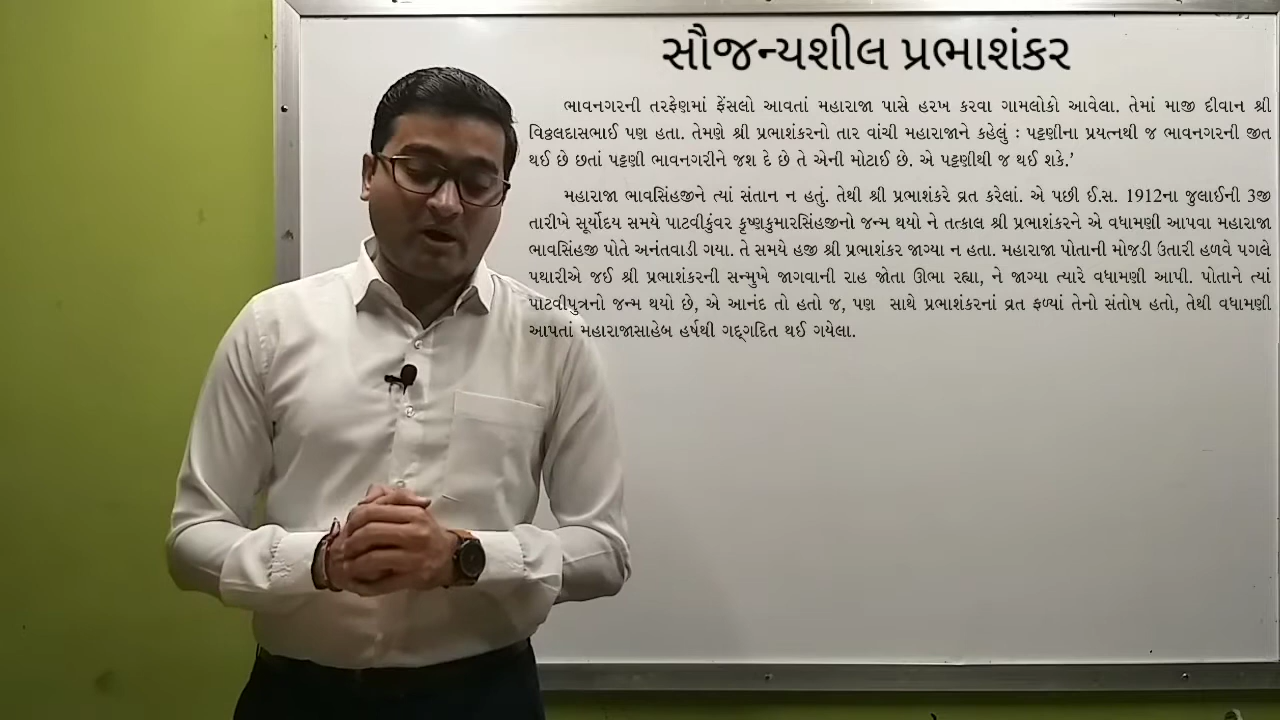 સૌજન્યશીલ પ્રભાશંકર
ભાવનગરની તરફેણમાં ફેંસલો આવતાં મહારાજા પાસે હરખ કરવા ગામલોકો આવેલા. તેમાં માજી દીવાન શ્રી
વિઠ્ઠલદાસભાઈ પણ હતા. તેમણે શ્રી પ્રભાશંકરનો તાર વાંચી મહારાજાને કહેલું : પટ્ટણીના પ્રયત્નથી જ ભાવનગરની જીત
થઈ છે છતાં પટ્ટણી ભાવનગરીને જશ દે છે તે એની મોટાઈ છે. એ પટ્ટણીથી જ થઈ શકે.’
મહારાજા ભાવસિંહજીને ત્યાં સંતાન ન હતું. તેથી શ્રી પ્રભાશંકરે વ્રત કરેલાં. એ પછી ઈ.સ. 1912ના જુલાઈની 3જી
તારીખે સૂર્યોદય સમયે પાટવીકુંવર કૃષ્ણકુમારસિંહજીનો જન્મ થયો ને તત્કાલ શ્રી પ્રભાશંકરને એ વધામણી આપવા મહારાજા
ભાવસિંહજી પોતે અનંતવાડી ગયા. તે સમયે હજી શ્રી પ્રભાશંકર જાગ્યા ન હતા. મહારાજા પોતાની મોજડી ઉતારી હળવે પગલે
પથારીએ જઈ શ્રી પ્રભાશંકરની સન્મુખે જાગવાની રાહ જોતા ઊભા રહ્યા, ને જાગ્યા ત્યારે વધામણી આપી. પોતાને ત્યાં
પાટવીપુત્રનો જન્મ થયો છે, એ આનંદ તો હતો જ, પણ સાથે પ્રભાશંકરનાં વ્રત ફળ્યાં તેનો સંતોષ હતો, તેથી વધામણી
આપતાં મહારાજાસાહેબ હર્ષથી ગદ્ગદિત થઈ ગયેલા.